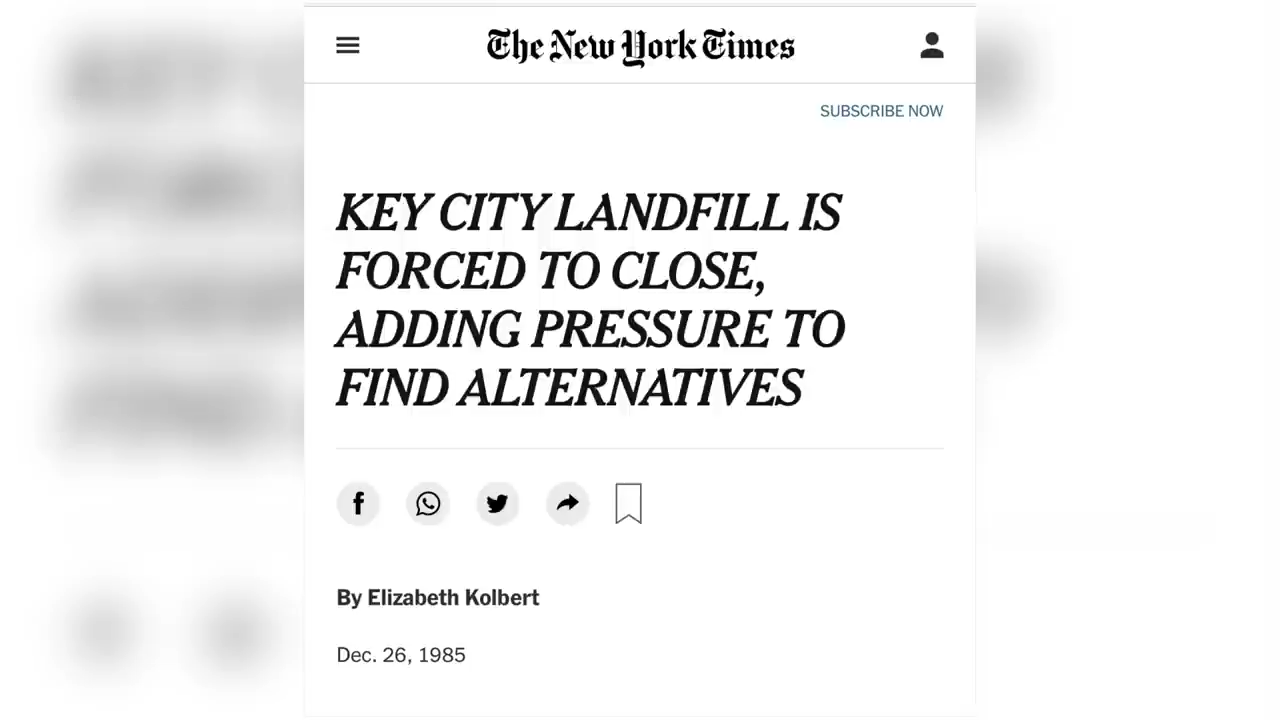 The New York Times
SUBSCRIBE NOW
KEY CITY LANDFILL IS
FORCED TO CLOSE,
ADDING PRESSURE TO
FIND ALTERNATIVES
By Elizabeth Kolbert
Dec. 26, 1985